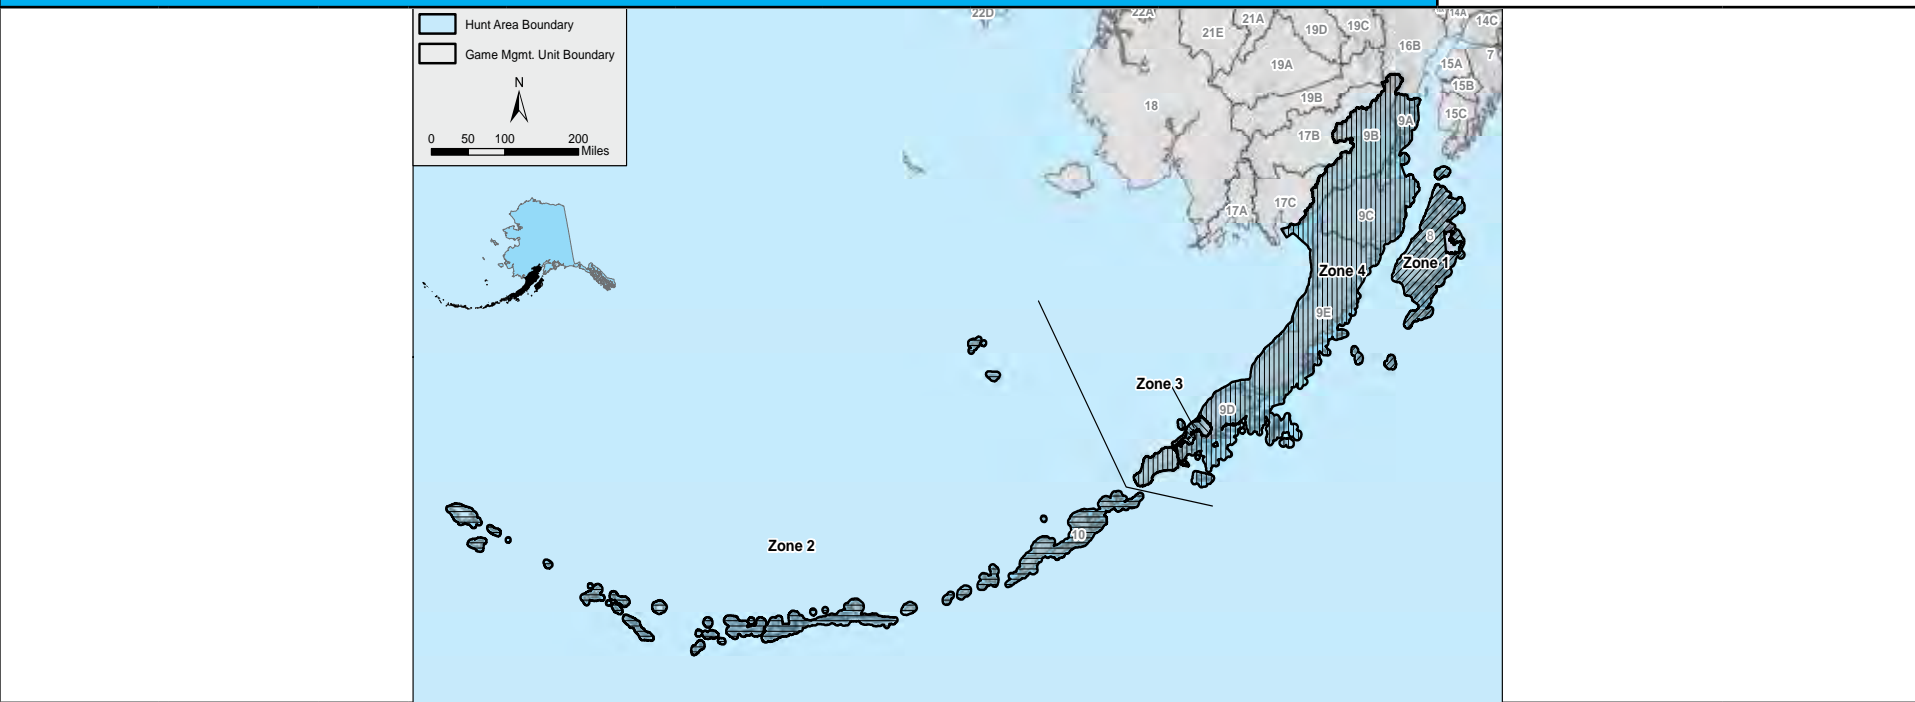 Hunt Area Boundary
Game Mgmt. Unit Boundary
N
0 50 100 200
Miles
22D
22A
21E
21A
19D
19C
16B
14A
14C
7
19A
15A
15B
15C
18
19B
17B
9B
9A
17A
17C
9C
8
Zone 1
Zone 4
9E
Zone 3
9D
10
Zone 2